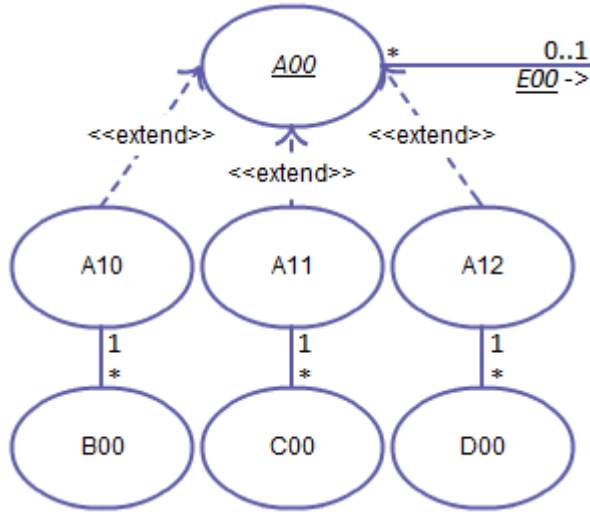 A00
* 0..1
E00 ->
<<extend>> <<extend>>
<<extend>>
A10 A11 A12
1 1 1
* * *
B00 C00 D00